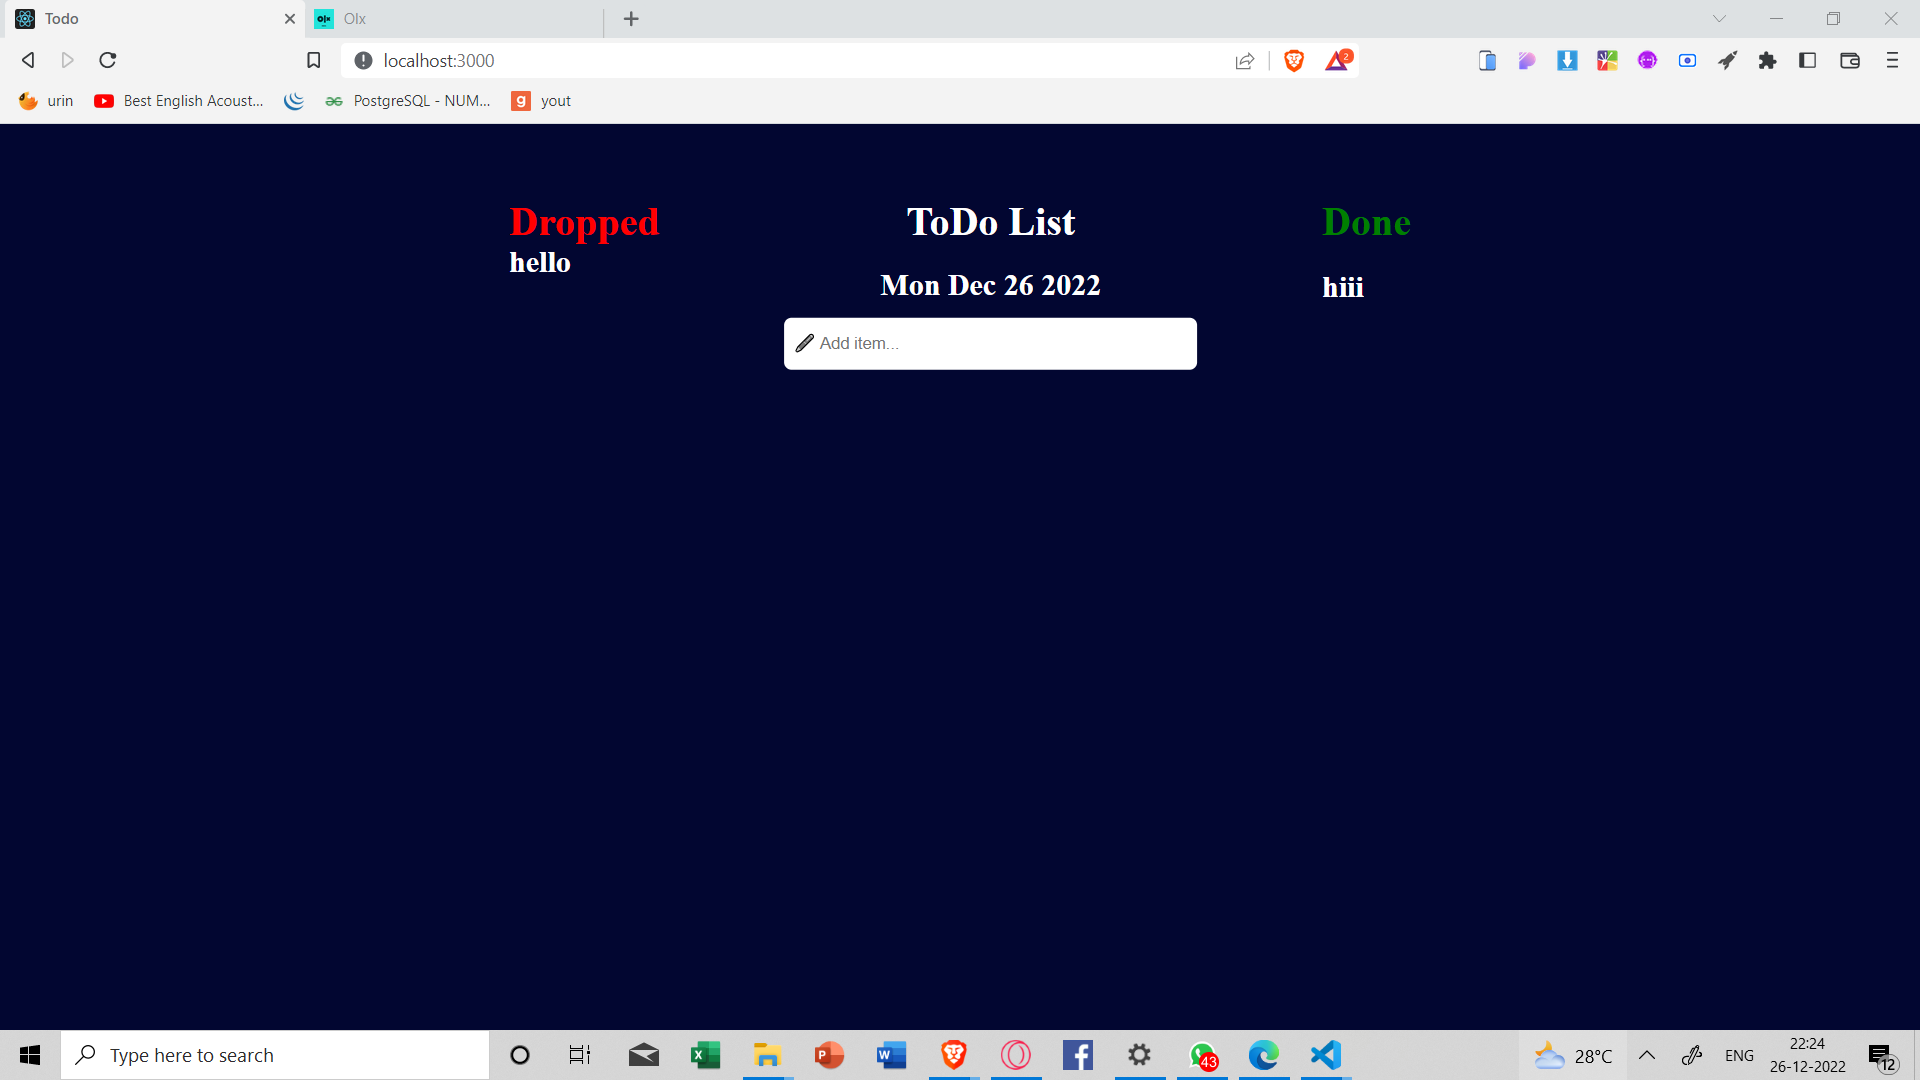 Todo
Olx
localhost:3000
2
urin
Best English Acoust...
PostgreSQL - NUM...
g yout
Dropped
ToDo List
Done
hello
Mon Dec 26 2022
hiii
Add item...
Type here to search
43
28°C
ENG
22:24
26-12-2022
12